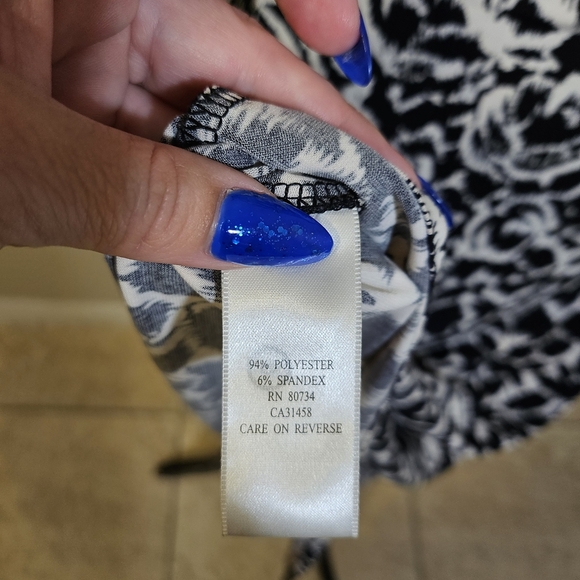 94% POLYESTER
6% SPANDEX
RN 80734
CA31458
CARE ON REVERSE